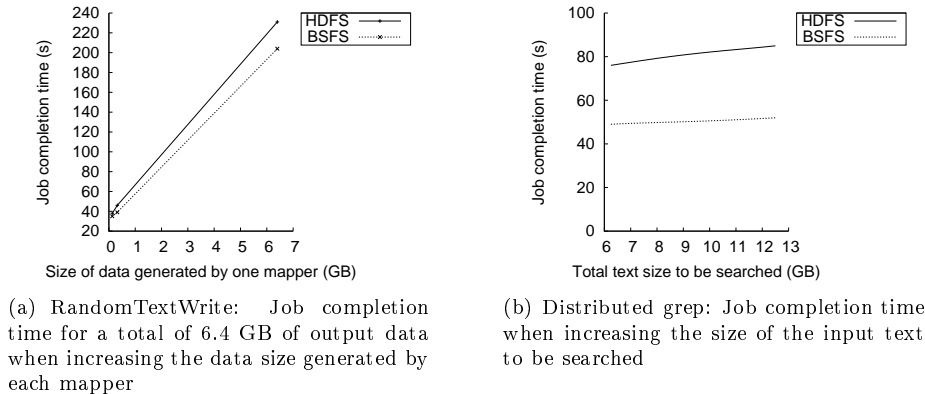 240
220
200
180
160
140
120
100
80
60
40
20
0 1 2 3 4 5 6 7
Job completion time (s)
Size of data generated by one mapper (GB)
HDFS
BSFS
(a) RandomTextWrite: Job completion
time for a total of 6.4 GB of output data
when increasing the data size generated by
each mapper
100
80
60
40
20
0
6 7 8 9 10 11 12 13
Job completion time (s)
Total text size to be searched (GB)
HDFS
BSFS
(b) Distributed grep: Job completion time
when increasing the size of the input text
to be searched